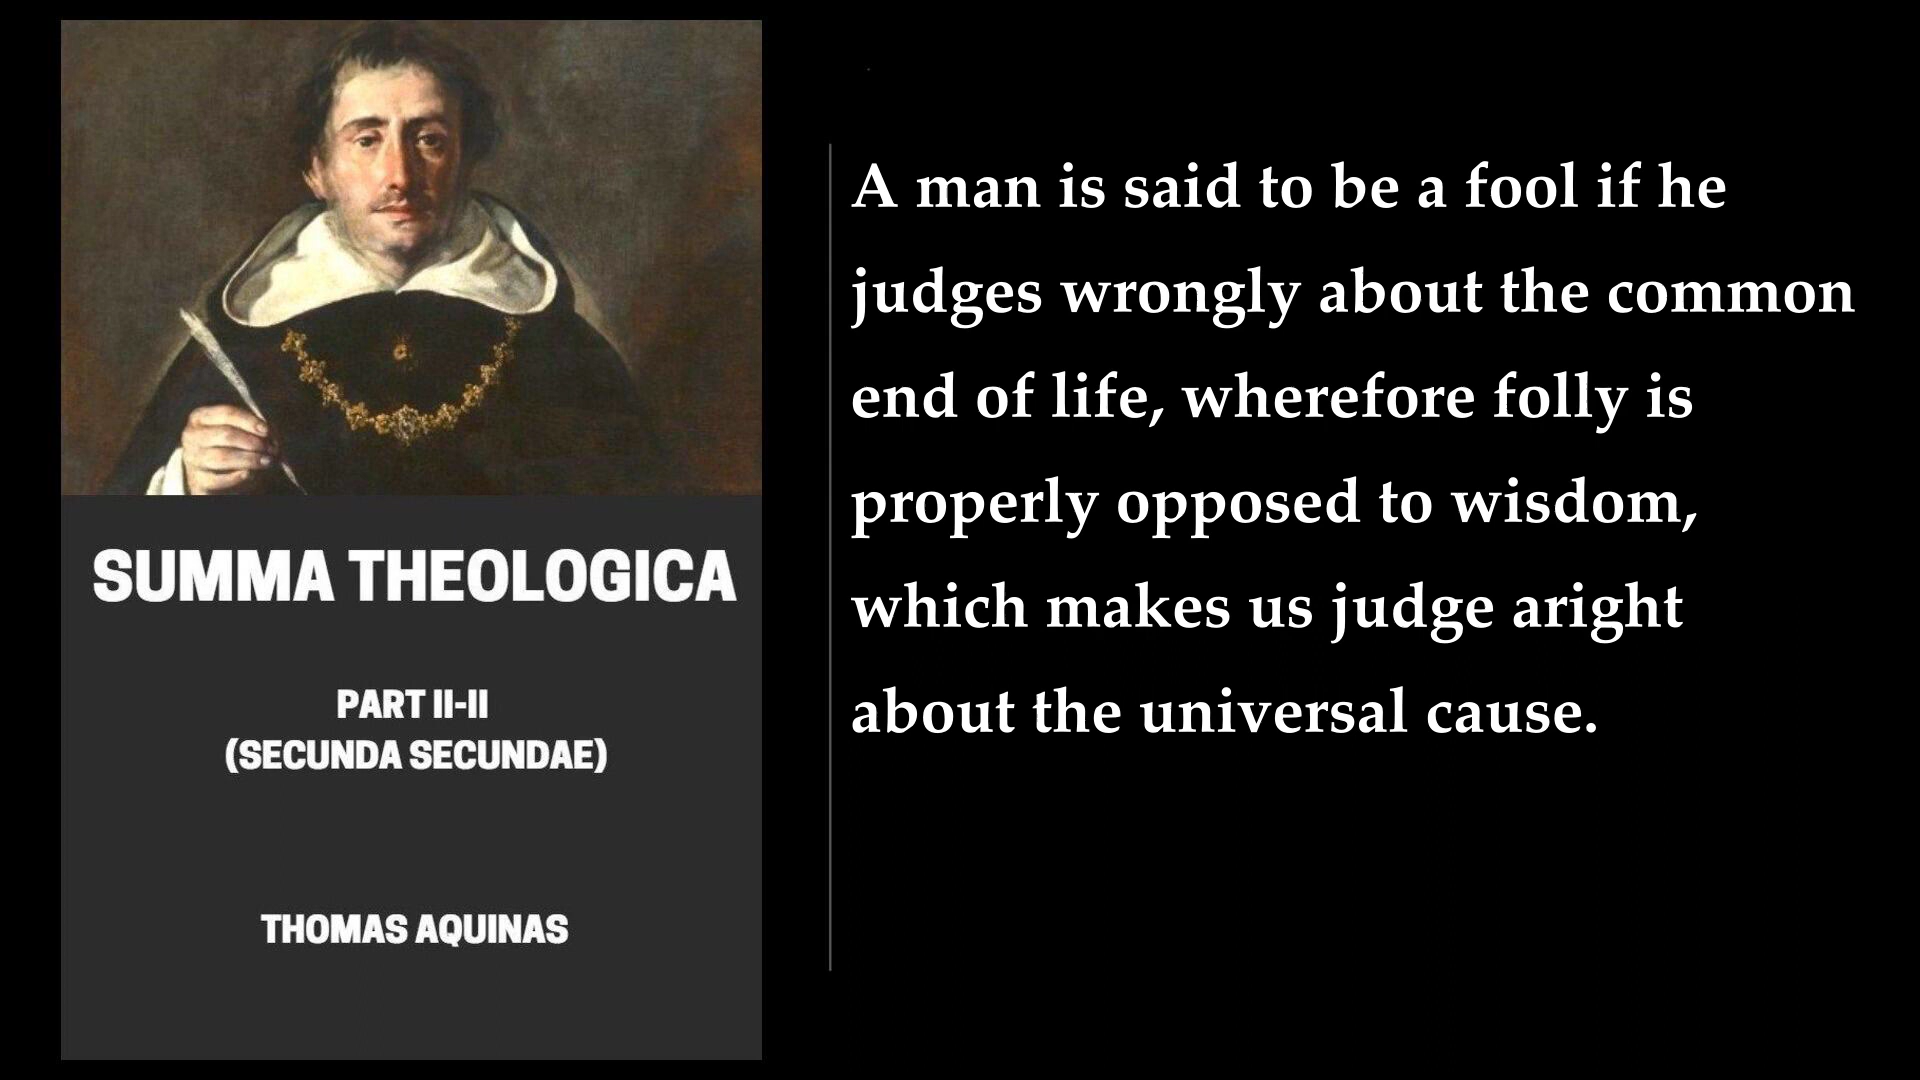 SUMMA THEOLOGICA
PART II-II
(SECUNDA SECUNDAE)
THOMAS AQUINAS
A man is said to be a fool if he
judges wrongly about the common
end of life, wherefore folly is
properly opposed to wisdom,
which makes us judge aright
about the universal cause.